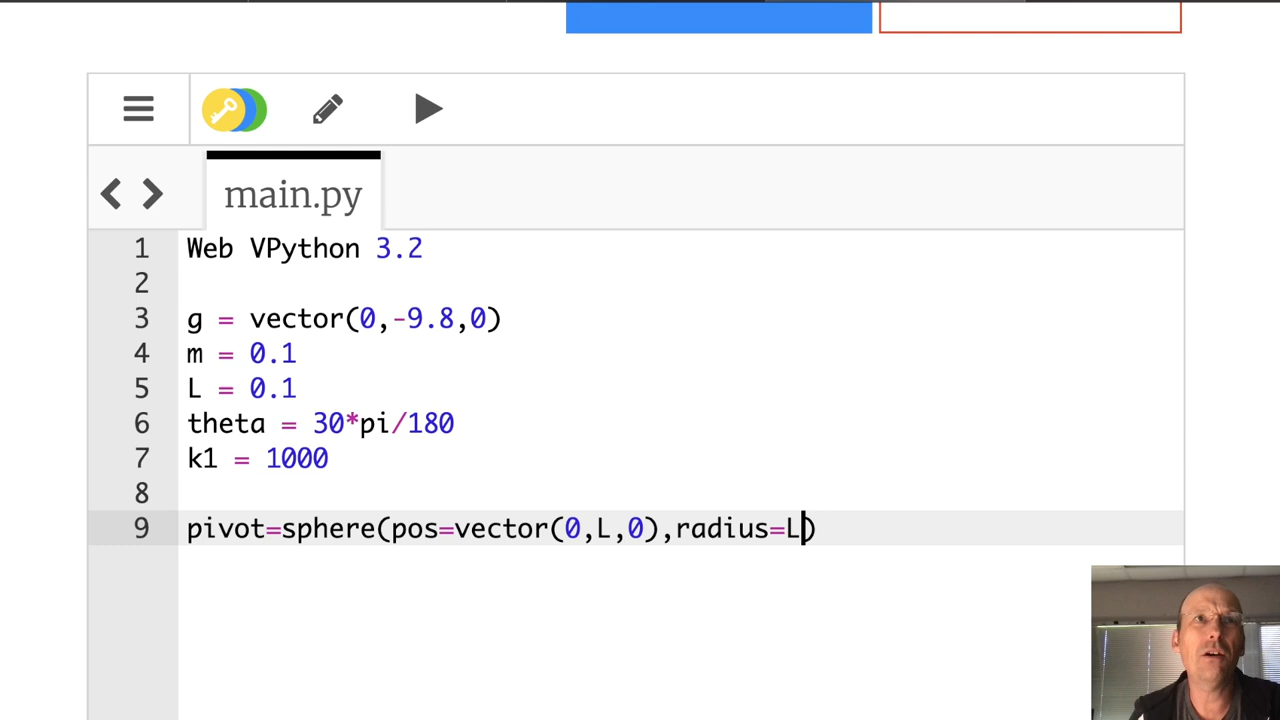 main.py
1 Web VPython 3.2
2
3 g = vector(0,-9.8,0)
4 m = 0.1
5 L = 0.1
6 theta = 30*pi/180
7 k1 = 1000
8
9 pivot=sphere(pos=vector(0,L,0),radius=L)